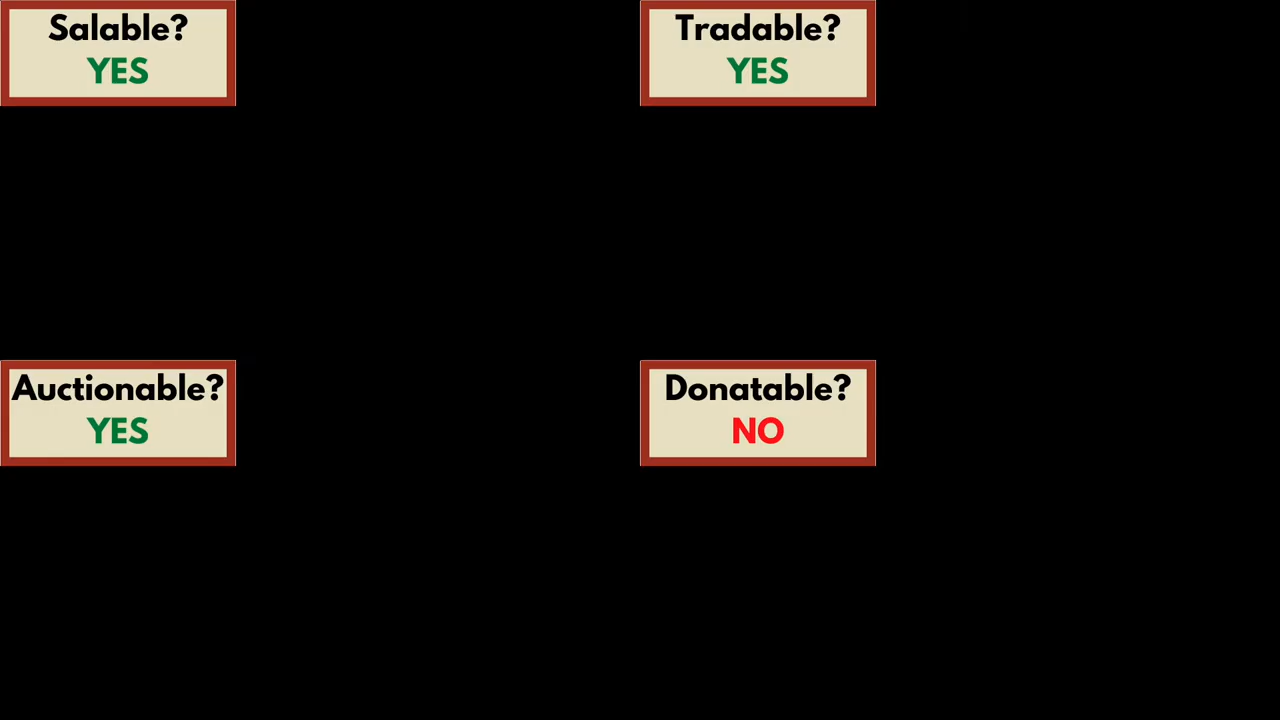 Salable?
YES
Tradable?
YES
Auctionable?
YES
Donatable?
NO